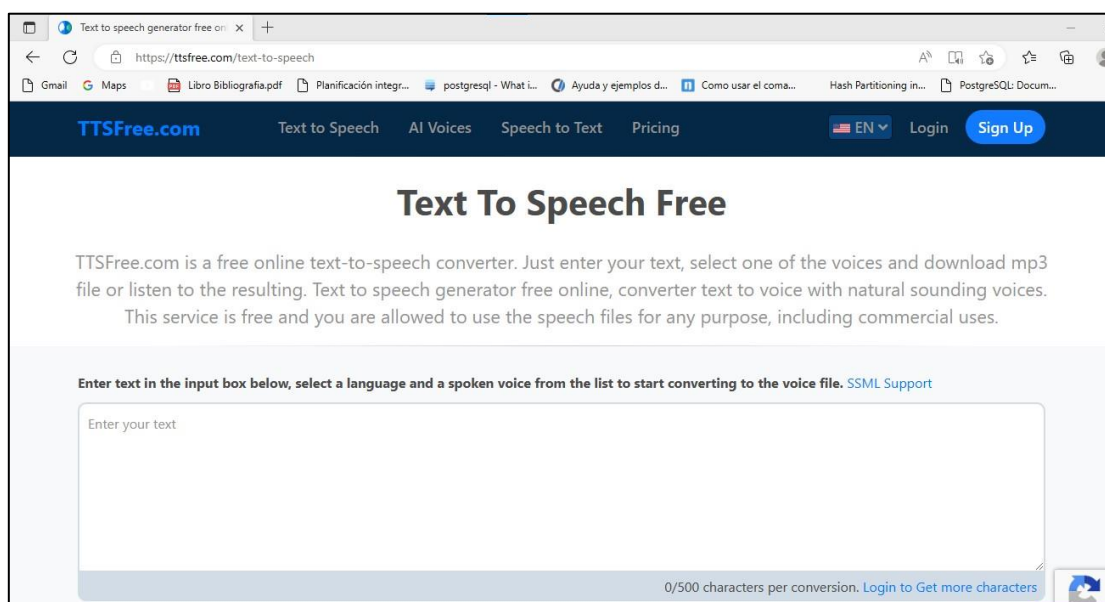 Text to speech generator free on
https://ttsfree.com/text-to-speech
Gmail Maps Libro Bibliografia.pdf Planificación integr... postgresql - What i... Ayuda y ejemplos d... Como usar el coma... Hash Partitioning in... PostgreSQL: Docum...
TTSFree.com Text to Speech AI Voices Speech to Text Pricing EN Login Sign Up
Text To Speech Free
TTSFree.com is a free online text-to-speech converter. Just enter your text, select one of the voices and download mp3
file or listen to the resulting. Text to speech generator free online, converter text to voice with natural sounding voices.
This service is free and you are allowed to use the speech files for any purpose, including commercial uses.
Enter text in the input box below, select a language and a spoken voice from the list to start converting to the voice file. SSML Support
Enter your text
0/500 characters per conversion. Login to Get more characters